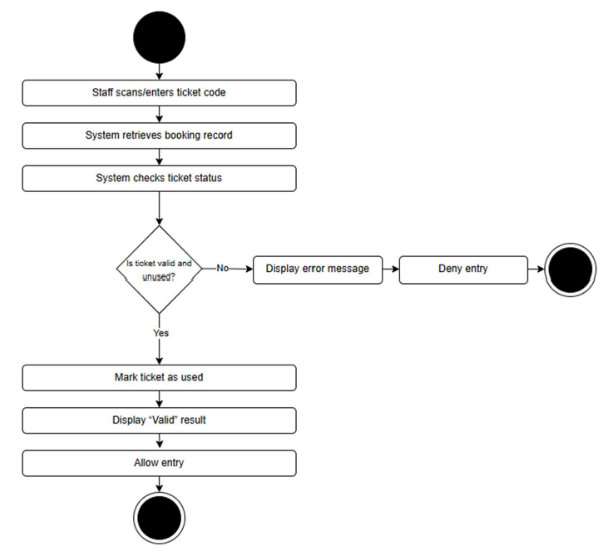 Staff scans/enters ticket code
System retrieves booking record
System checks ticket status
Is ticket valid and
unused?
No
Display error message
Deny entry
Yes
Mark ticket as used
Display “Valid” result
Allow entry